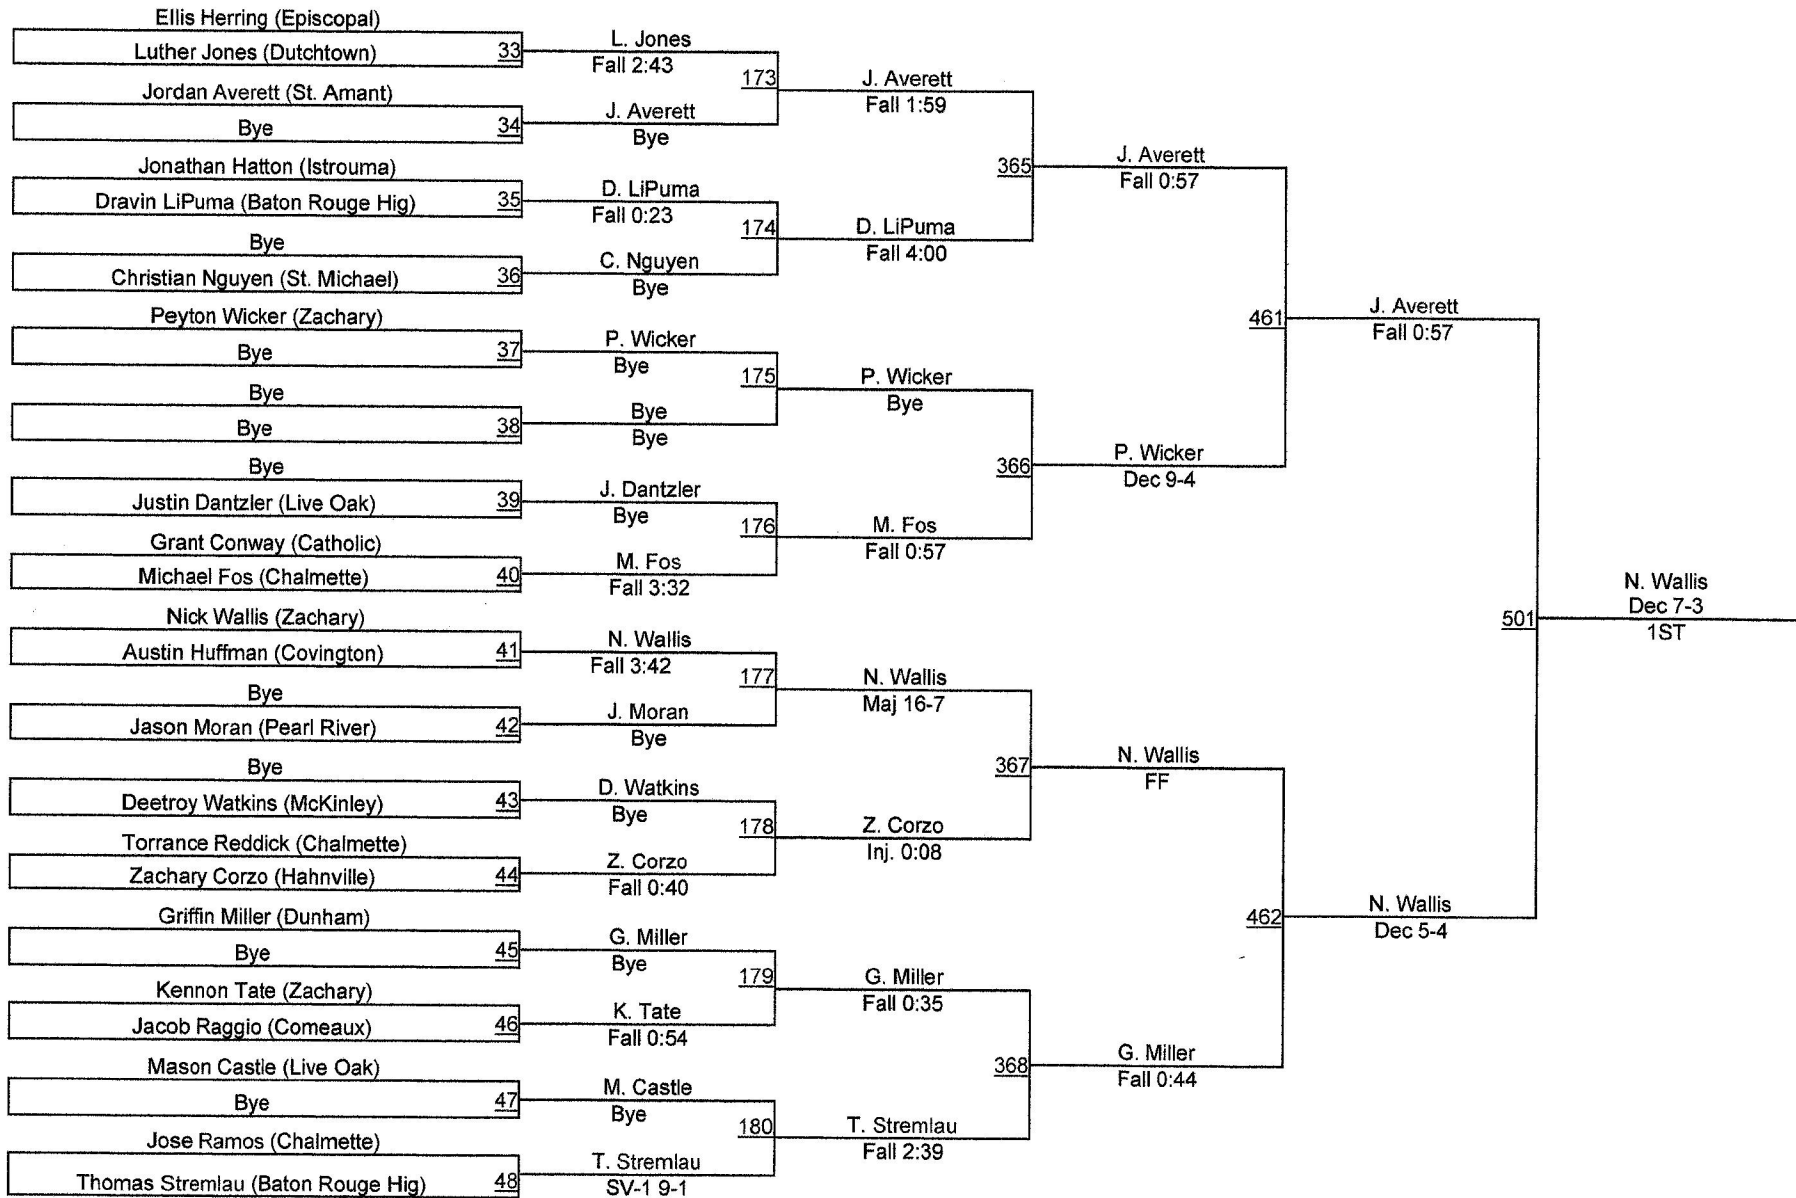 Ellis Herring (Episcopal)
Luther Jones (Dutchtown) 33
Jordan Averett (St. Amant)
Bye 34
Jonathan Hatton (Istrouma)
Dravin LiPuma (Baton Rouge Hig) 35
Bye
Christian Nguyen (St. Michael) 36
Peyton Wicker (Zachary)
Bye 37
Bye
Bye 38
Bye
Justin Dantzler (Live Oak) 39
Grant Conway (Catholic)
Michael Fos (Chalmette) 40
Nick Wallis (Zachary)
Austin Huffman (Covington) 41
Bye
Jason Moran (Pearl River) 42
Bye
Deetroy Watkins (McKinley) 43
Torrance Reddick (Chalmette)
Zachary Corzo (Hahnville) 44
Griffin Miller (Dunham)
Bye 45
Kennon Tate (Zachary)
Jacob Raggio (Comeaux) 46
Mason Castle (Live Oak)
Bye 47
Jose Ramos (Chalmette)
Thomas Stremlau (Baton Rouge Hig) 48
L. Jones
Fall 2:43
173
J. Averett
Bye
D. LiPuma
Fall 0:23
174
C. Nguyen
Bye
P. Wicker
Bye
175
Bye
Bye
J. Dantzler
Bye
176
M. Fos
Fall 3:32
N. Wallis
Fall 3:42
177
J. Moran
Bye
D. Watkins
Bye
178
Z. Corzo
Fall 0:40
G. Miller
Bye
179
K. Tate
Fall 0:54
M. Castle
Bye
180
T. Stremlau
SV-1 9-1
J. Averett
Fall 1:59
365
D. LiPuma
Fall 4:00
P. Wicker
Bye
366
M. Fos
Fall 0:57
N. Wallis
Maj 16-7
367
Z. Corzo
Inj. 0:08
G. Miller
Fall 0:35
368
T. Stremlau
Fall 2:39
J. Averett
Fall 0:57
461
P. Wicker
Dec 9-4
N. Wallis
FF
462
G. Miller
Fall 0:44
J. Averett
Fall 0:57
501
N. Wallis
Dec 5-4
N. Wallis
Dec 7-3
1ST